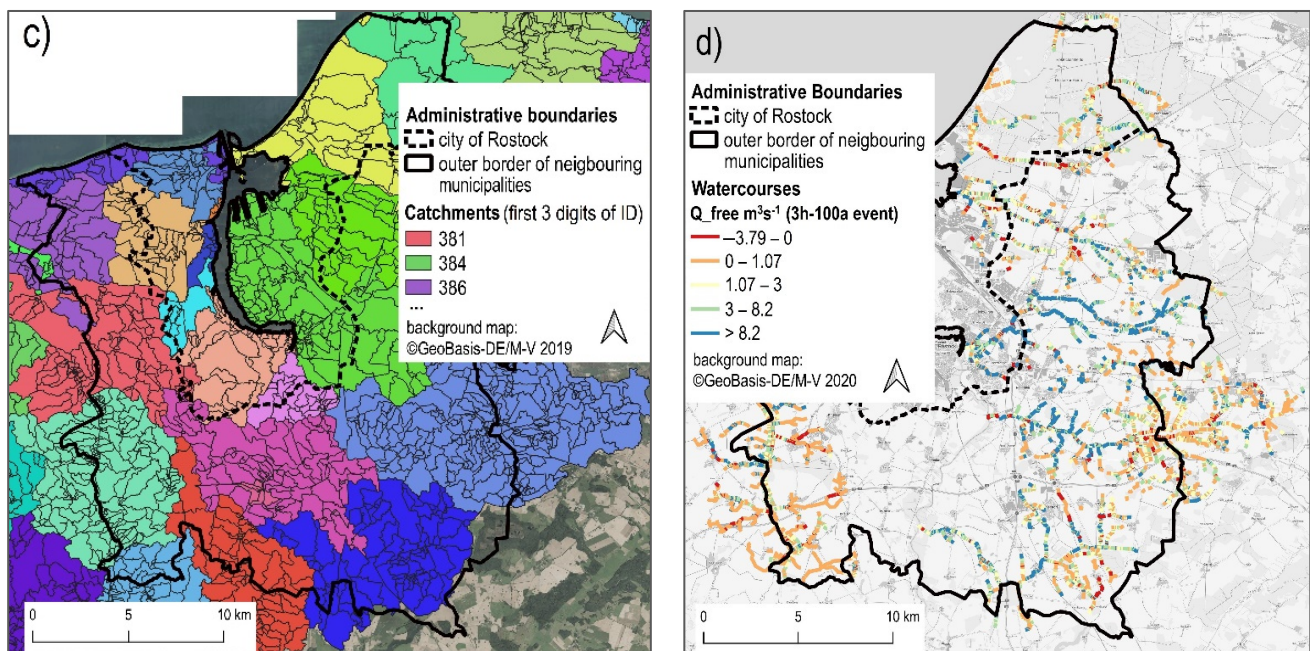 c)
Administrative boundaries
city of Rostock
outer border of neigbouring
municipalities
Catchments (first 3 digits of ID)
381
384
386
...
background map:
©GeoBasis-DE/M-V 2019
0 5 10 km
d)
Administrative Boundaries
city of Rostock
outer border of neigbouring
municipalities
Watercourses
Q_free m³s⁻¹ (3h-100a event)
–3.79 – 0
0 – 1.07
1.07 – 3
3 – 8.2
> 8.2
background map:
©GeoBasis-DE/M-V 2020
0 5 10 km